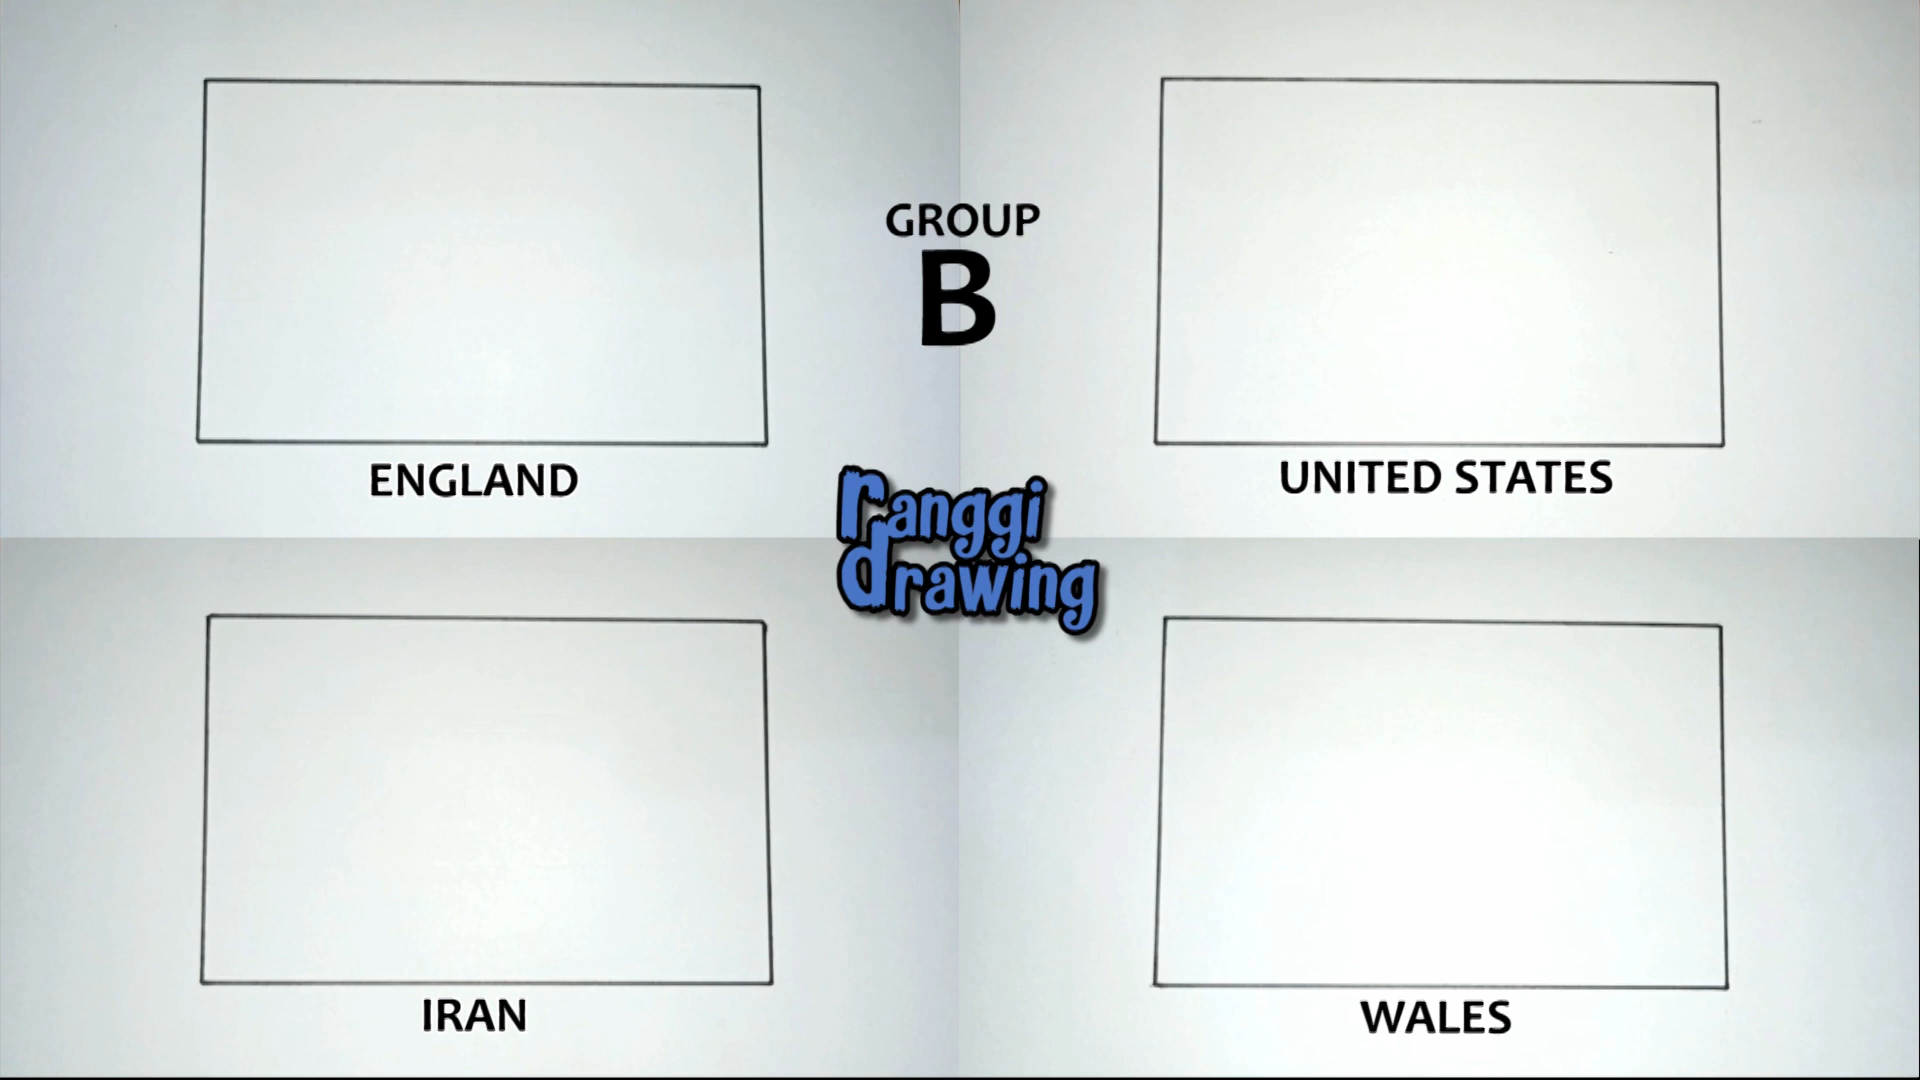 GROUP
B
ENGLAND
UNITED STATES
ranggi
drawing
IRAN
WALES